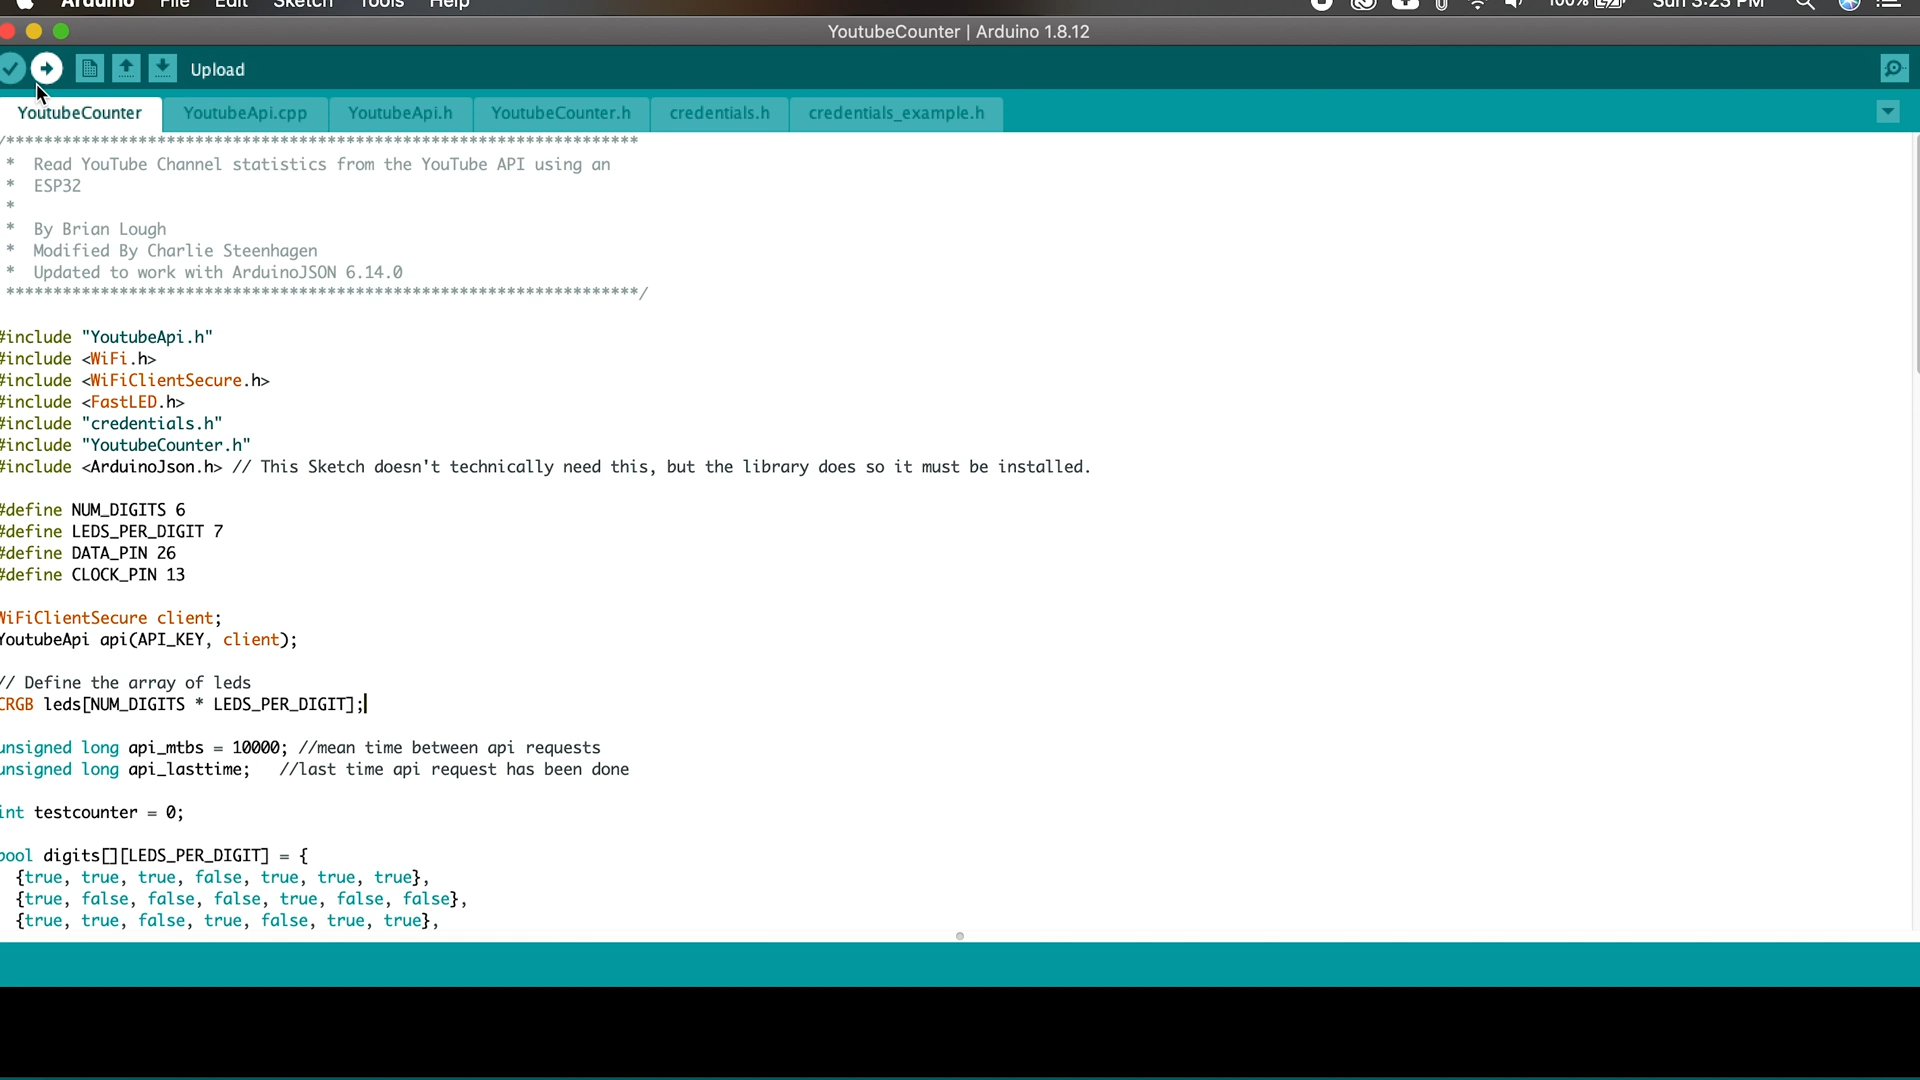 Arduino File Edit Sketch Tools Help 100% Sun 3:23 PM
YoutubeCounter | Arduino 1.8.12
Upload
YoutubeCounter YoutubeApi.cpp YoutubeApi.h YoutubeCounter.h credentials.h credentials_example.h
/*******************************************************************
* Read YouTube Channel statistics from the YouTube API using an
* ESP32
*
* By Brian Lough
* Modified By Charlie Steenhagen
* Updated to work with ArduinoJSON 6.14.0
*******************************************************************/
#include "YoutubeApi.h"
#include <WiFi.h>
#include <WiFiClientSecure.h>
#include <FastLED.h>
#include "credentials.h"
#include "YoutubeCounter.h"
#include <ArduinoJson.h> // This Sketch doesn't technically need this, but the library does so it must be installed.
#define NUM_DIGITS 6
#define LEDS_PER_DIGIT 7
#define DATA_PIN 26
#define CLOCK_PIN 13
WiFiClientSecure client;
YoutubeApi api(API_KEY, client);
// Define the array of leds
CRGB leds[NUM_DIGITS * LEDS_PER_DIGIT];
unsigned long api_mtbs = 10000; //mean time between api requests
unsigned long api_lasttime; //last time api request has been done
int testcounter = 0;
bool digits[][LEDS_PER_DIGIT] = {
{true, true, true, false, true, true, true},
{true, false, false, false, true, false, false},
{true, true, false, true, false, true, true},